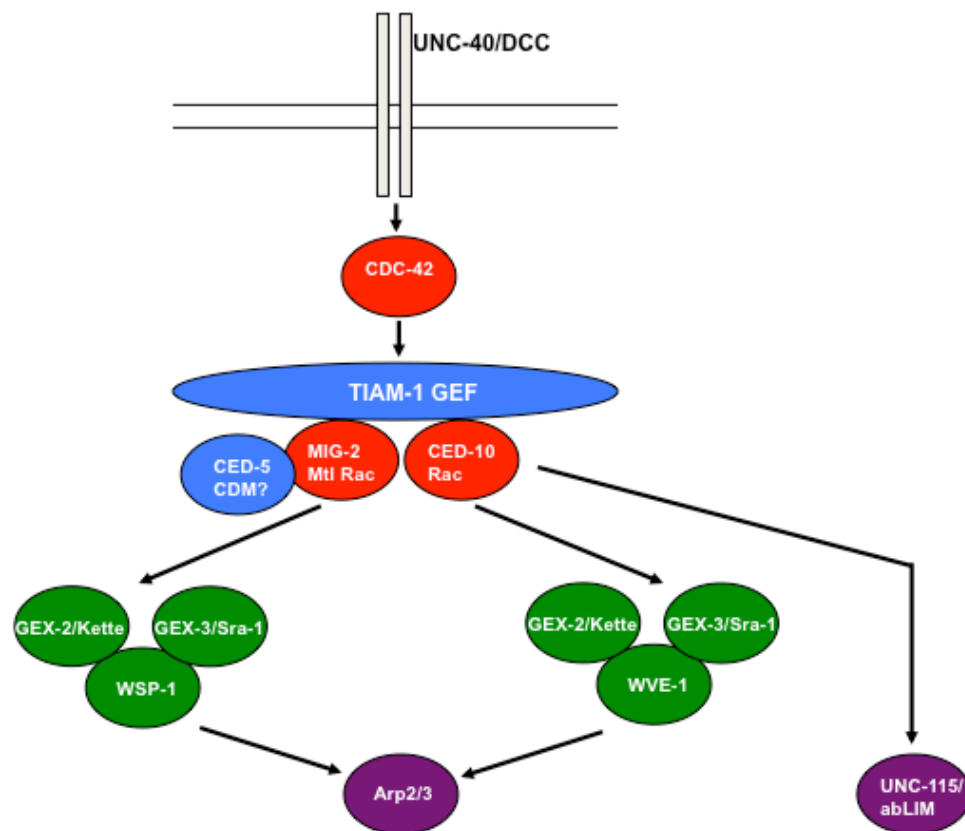 UNC-40/DCC
CDC-42
TIAM-1 GEF
CED-5
CDM?
MIG-2
Mtl Rac
CED-10
Rac
GEX-2/Kette
GEX-3/Sra-1
WSP-1
GEX-2/Kette
GEX-3/Sra-1
WVE-1
Arp2/3
UNC-115/
abLIM